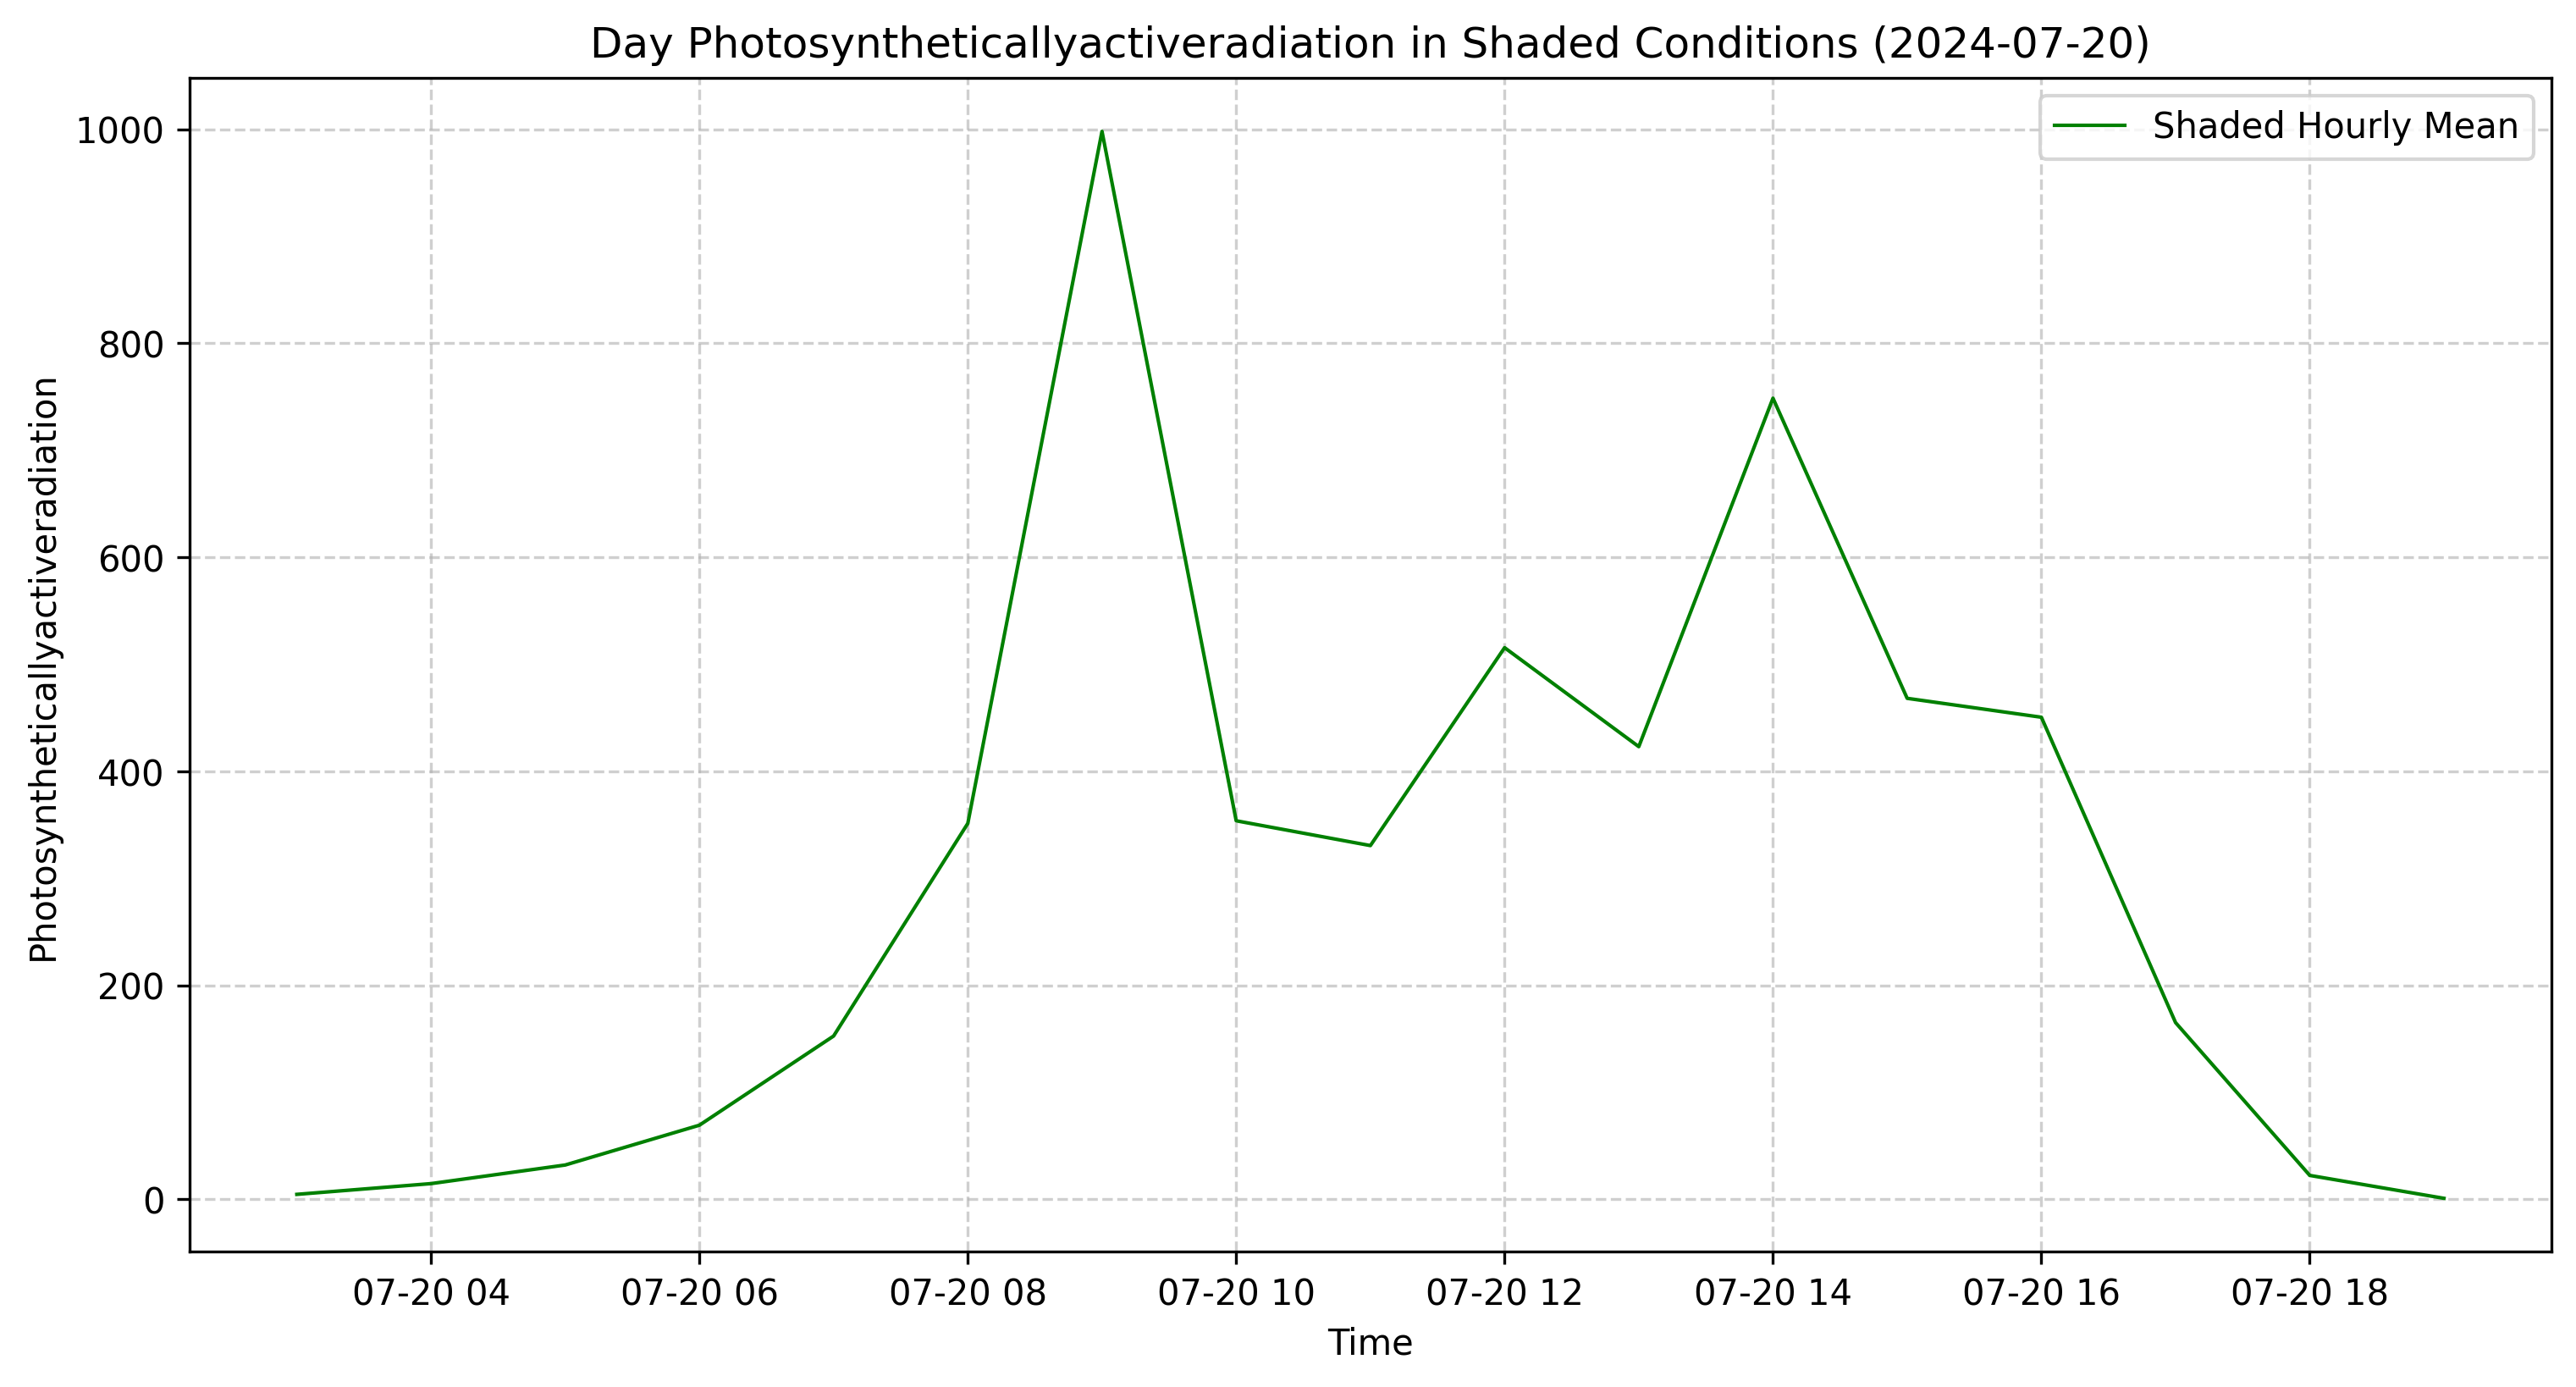 Day Photosyntheticallyactiveradiation in Shaded Conditions (2024-07-20)
Shaded Hourly Mean
Photosyntheticallyactiveradiation
1000
800
600
400
200
0
07-20 04 07-20 06 07-20 08 07-20 10 07-20 12 07-20 14 07-20 16 07-20 18
Time